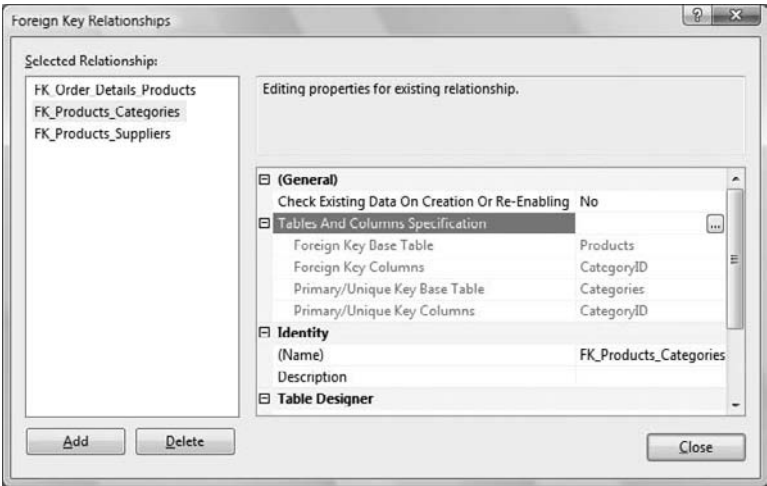 Foreign Key Relationships
Selected Relationship:
FK_Order_Details_Products
FK_Products_Categories
FK_Products_Suppliers
Editing properties for existing relationship.
(General)
Check Existing Data On Creation Or Re-Enabling No
Tables And Columns Specification ...
Foreign Key Base Table Products
Foreign Key Columns CategoryID
Primary/Unique Key Base Table Categories
Primary/Unique Key Columns CategoryID
Identity
(Name) FK_Products_Categories
Description
Table Designer
Add Delete Close